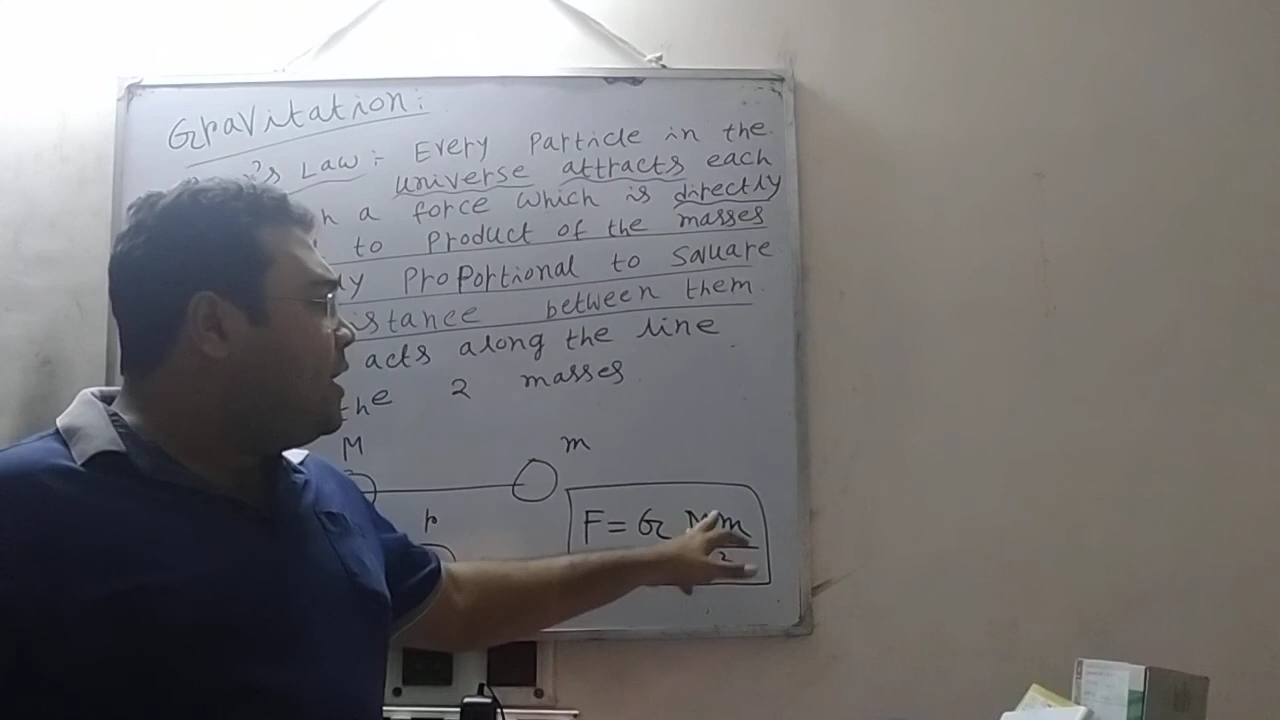 Gravitation:
's Law:- Every Particle in the
universe attracts each
h a force which is directly
to Product of the masses
ly Proportional to square
istance between them
acts along the line
the 2 masses
M m
r
F = G Mm
2